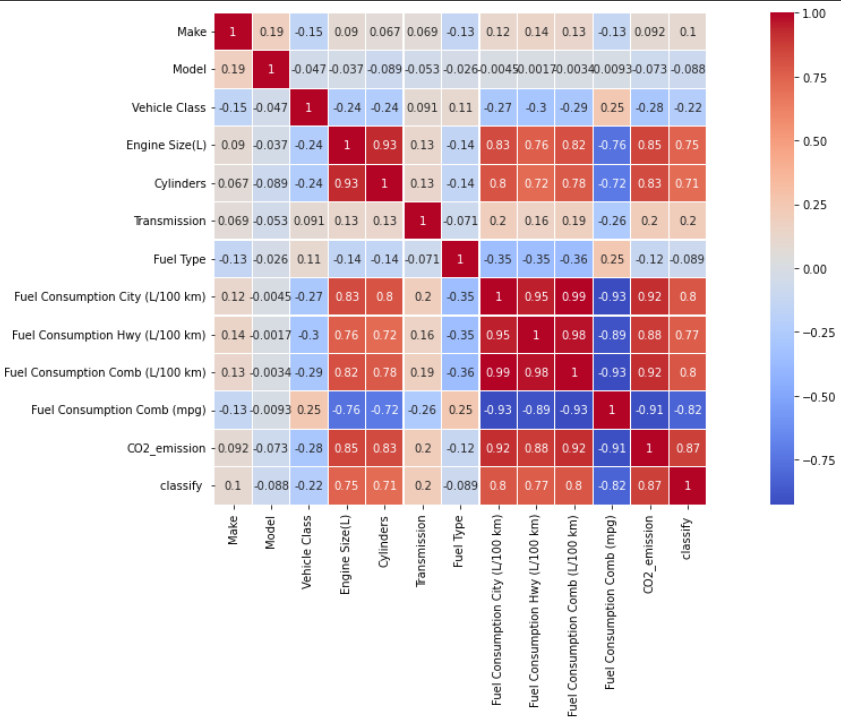 1.00
Make 1 0.19 -0.15 0.09 0.067 0.069 -0.13 0.12 0.14 0.13 -0.13 0.092 0.1
Model 0.19 1 -0.047 -0.037 -0.089 -0.053 -0.026 -0.0045 -0.0017 -0.0034 -0.0093 -0.073 -0.088
0.75
Vehicle Class -0.15 -0.047 1 -0.24 -0.24 0.091 0.11 -0.27 -0.3 -0.29 0.25 -0.28 -0.22
0.50
Engine Size(L) 0.09 -0.037 -0.24 1 0.93 0.13 -0.14 0.83 0.76 0.82 -0.76 0.85 0.75
Cylinders 0.067 -0.089 -0.24 0.93 1 0.13 -0.14 0.8 0.72 0.78 -0.72 0.83 0.71
0.25
Transmission 0.069 -0.053 0.091 0.13 0.13 1 -0.071 0.2 0.16 0.19 -0.26 0.2 0.2
Fuel Type -0.13 -0.026 0.11 -0.14 -0.14 -0.071 1 -0.35 -0.35 -0.36 0.25 -0.12 -0.089
0.00
Fuel Consumption City (L/100 km) 0.12 -0.0045 -0.27 0.83 0.8 0.2 -0.35 1 0.95 0.99 -0.93 0.92 0.8
−0.25
Fuel Consumption Hwy (L/100 km) 0.14 -0.0017 -0.3 0.76 0.72 0.16 -0.35 0.95 1 0.98 -0.89 0.88 0.77
Fuel Consumption Comb (L/100 km) 0.13 -0.0034 -0.29 0.82 0.78 0.19 -0.36 0.99 0.98 1 -0.93 0.92 0.8
−0.50
Fuel Consumption Comb (mpg) -0.13 -0.0093 0.25 -0.76 -0.72 -0.26 0.25 -0.93 -0.89 -0.93 1 -0.91 -0.82
CO2_emission 0.092 -0.073 -0.28 0.85 0.83 0.2 -0.12 0.92 0.88 0.92 -0.91 1 0.87
−0.75
classify 0.1 -0.088 -0.22 0.75 0.71 0.2 -0.089 0.8 0.77 0.8 -0.82 0.87 1
Make
Model
Vehicle Class
Engine Size(L)
Cylinders
Transmission
Fuel Type
Fuel Consumption City (L/100 km)
Fuel Consumption Hwy (L/100 km)
Fuel Consumption Comb (L/100 km)
Fuel Consumption Comb (mpg)
CO2_emission
classify